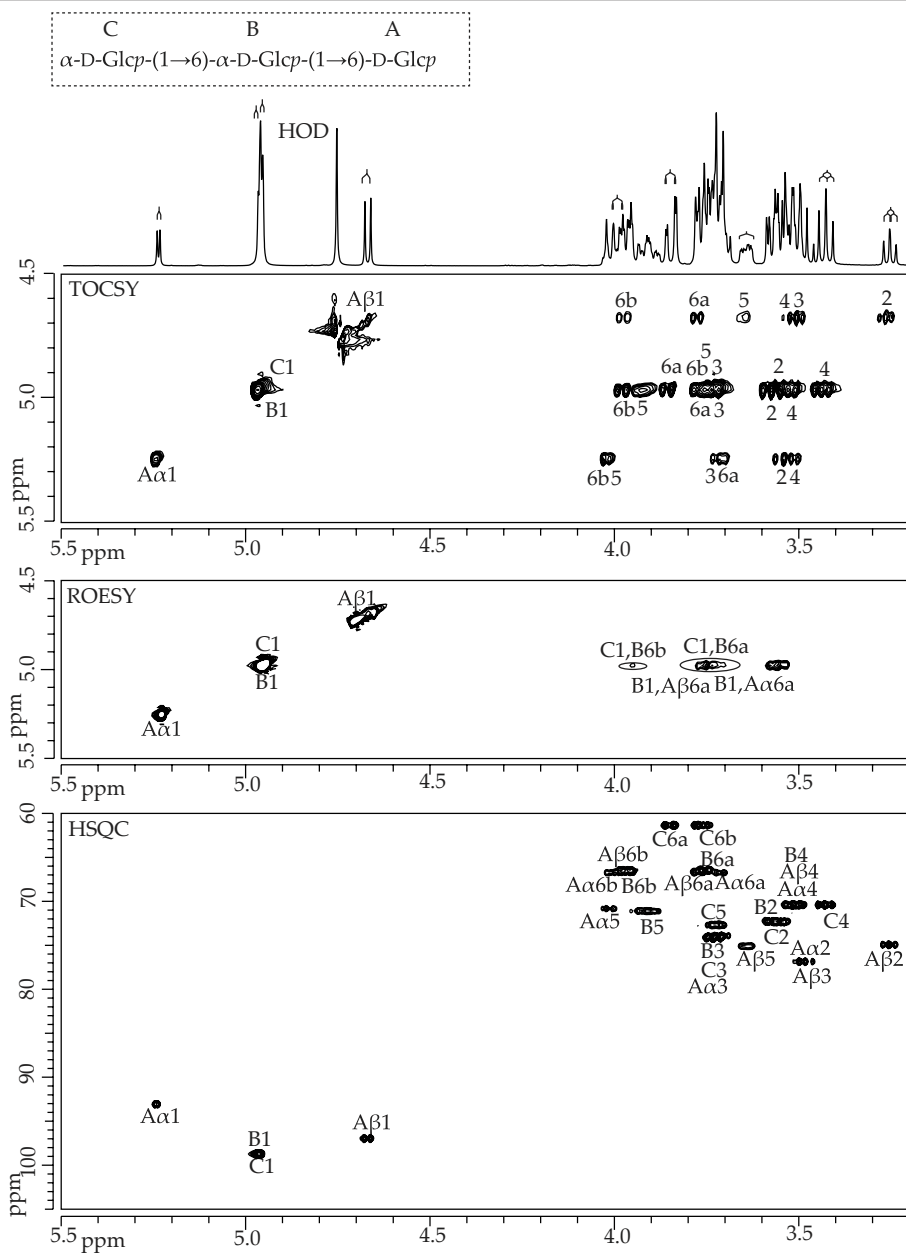 C B A
α-D-Glcp-(1→6)-α-D-Glcp-(1→6)-D-Glcp
HOD
4.5
TOCSY
Aβ1
6b 6a 5 4 3 2
C1
5
6a 6b 3 2 4
5.0
B1
6b 5 6a 3 2 4
Aα1
6b5 36a 24
ppm
5.5
5.5 ppm 5.0 4.5 4.0 3.5
4.5
ROESY
Aβ1
C1
C1,B6b C1,B6a
5.0
B1
B1,Aβ6a B1,Aα6a
Aα1
ppm
5.5
5.5 ppm 5.0 4.5 4.0 3.5
60
HSQC
C6a C6b
Aβ6b B6a B4
Aα6b B6b Aβ6a Aα6a Aβ4
70
Aα4
Aα5 B5 C5 B2 C2 C4
B3 Aβ5 Aα2 Aβ2
C3 Aβ3
Aα3
80
90
Aα1
B1 Aβ1
C1
100
ppm
5.5 ppm 5.0 4.5 4.0 3.5